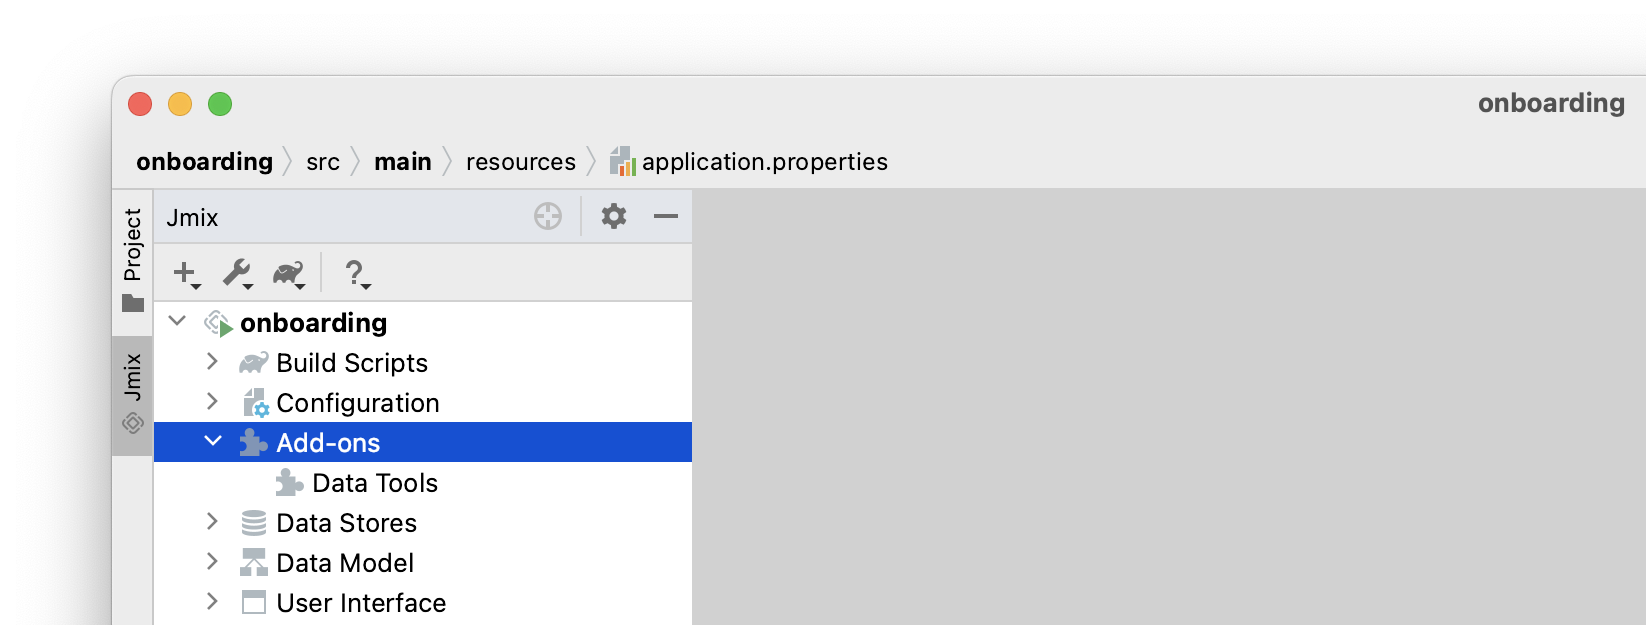 onboarding
onboarding src main resources application.properties
Project
Jmix
Jmix
?
onboarding
Build Scripts
Configuration
Add-ons
Data Tools
Data Stores
Data Model
User Interface